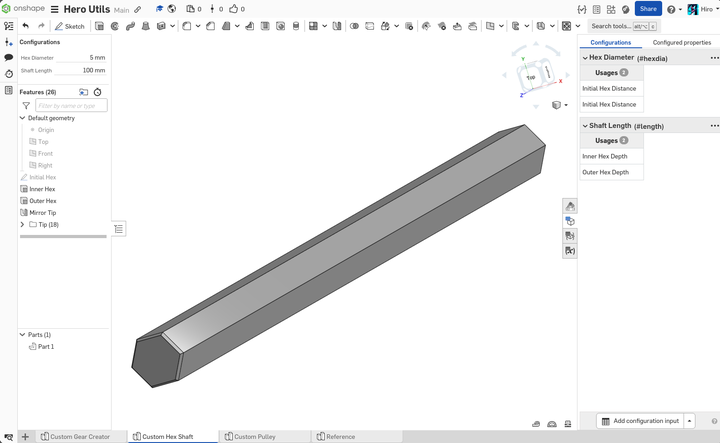 onshape
Hero Utils
Main
0
0
0
Share
Hiro
Sketch
Search tools...
alt/⌥
c
Configurations
Hex Diameter
5 mm
Shaft Length
100 mm
Features (26)
Filter by name or type
Default geometry
Origin
Top
Front
Right
Initial Hex
Inner Hex
Outer Hex
Mirror Tip
Tip (18)
Parts (1)
Part 1
Y
Top
X
Z
Configurations
Configured properties
Hex Diameter (#hexdia)
Usages 2
Initial Hex Distance
Initial Hex Distance
Shaft Length (#length)
Usages 2
Inner Hex Depth
Outer Hex Depth
Add configuration input
Custom Gear Creator
Custom Hex Shaft
Custom Pulley
Reference